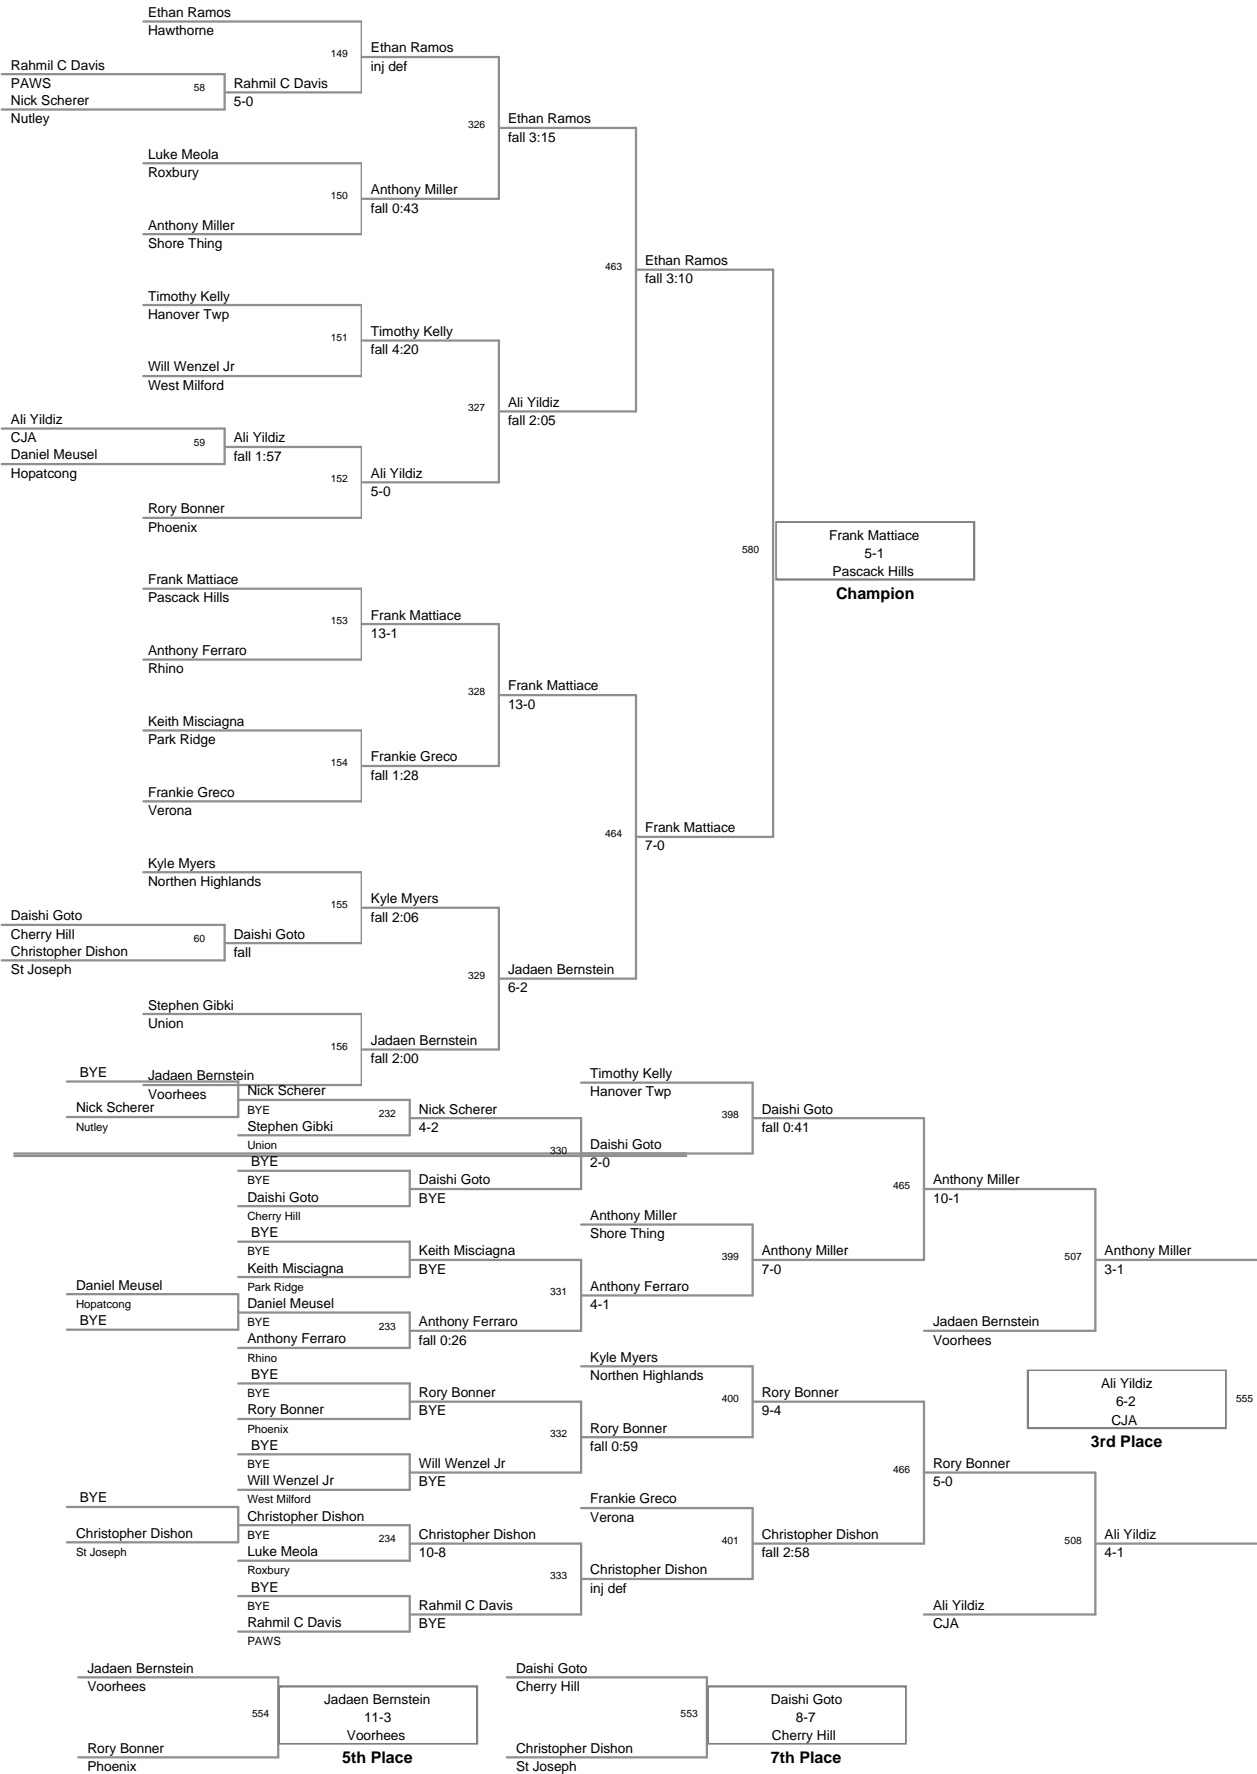 Ethan Ramos
Hawthorne
149
Ethan Ramos
inj def
Rahmil C Davis
PAWS
58
Rahmil C Davis
5-0
Nick Scherer
Nutley
326
Ethan Ramos
fall 3:15
Luke Meola
Roxbury
150
Anthony Miller
fall 0:43
Anthony Miller
Shore Thing
463
Ethan Ramos
fall 3:10
Timothy Kelly
Hanover Twp
151
Timothy Kelly
fall 4:20
Will Wenzel Jr
West Milford
327
Ali Yildiz
fall 2:05
Ali Yildiz
CJA
59
Ali Yildiz
fall 1:57
Daniel Meusel
Hopatcong
152
Ali Yildiz
5-0
Rory Bonner
Phoenix
580
Frank Mattiace
5-1
Pascack Hills
Champion
Frank Mattiace
Pascack Hills
153
Frank Mattiace
13-1
Anthony Ferraro
Rhino
328
Frank Mattiace
13-0
Keith Misciagna
Park Ridge
154
Frankie Greco
fall 1:28
Frankie Greco
Verona
464
Frank Mattiace
7-0
Kyle Myers
Northen Highlands
155
Kyle Myers
fall 2:06
Daishi Goto
Cherry Hill
60
Daishi Goto
fall
Christopher Dishon
St Joseph
329
Jadaen Bernstein
6-2
Stephen Gibki
Union
156
Jadaen Bernstein
fall 2:00
Jadaen Bernstein
Voorhees
BYE
Nick Scherer
Nutley
Nick Scherer
BYE
232
Stephen Gibki
Union
Nick Scherer
4-2
330
Daishi Goto
2-0
Timothy Kelly
Hanover Twp
398
Daishi Goto
fall 0:41
BYE
BYE
Daishi Goto
Cherry Hill
Daishi Goto
BYE
465
Anthony Miller
10-1
BYE
BYE
Keith Misciagna
Park Ridge
Keith Misciagna
BYE
Anthony Miller
Shore Thing
399
Anthony Miller
7-0
507
Anthony Miller
3-1
Daniel Meusel
Hopatcong
BYE
Daniel Meusel
BYE
233
Anthony Ferraro
Rhino
Anthony Ferraro
fall 0:26
331
Anthony Ferraro
4-1
Jadaen Bernstein
Voorhees
BYE
BYE
Rory Bonner
Phoenix
Rory Bonner
BYE
Kyle Myers
Northen Highlands
400
Rory Bonner
9-4
332
Rory Bonner
fall 0:59
Ali Yildiz
6-2
CJA
555
3rd Place
BYE
BYE
Will Wenzel Jr
West Milford
Will Wenzel Jr
BYE
466
Rory Bonner
5-0
BYE
Christopher Dishon
St Joseph
Christopher Dishon
BYE
234
Luke Meola
Roxbury
Christopher Dishon
10-8
Frankie Greco
Verona
401
Christopher Dishon
fall 2:58
333
Christopher Dishon
inj def
508
Ali Yildiz
4-1
BYE
BYE
Rahmil C Davis
PAWS
Rahmil C Davis
BYE
Ali Yildiz
CJA
Jadaen Bernstein
Voorhees
554
Jadaen Bernstein
11-3
Voorhees
5th Place
Rory Bonner
Phoenix
Daishi Goto
Cherry Hill
553
Daishi Goto
8-7
Cherry Hill
7th Place
Christopher Dishon
St Joseph